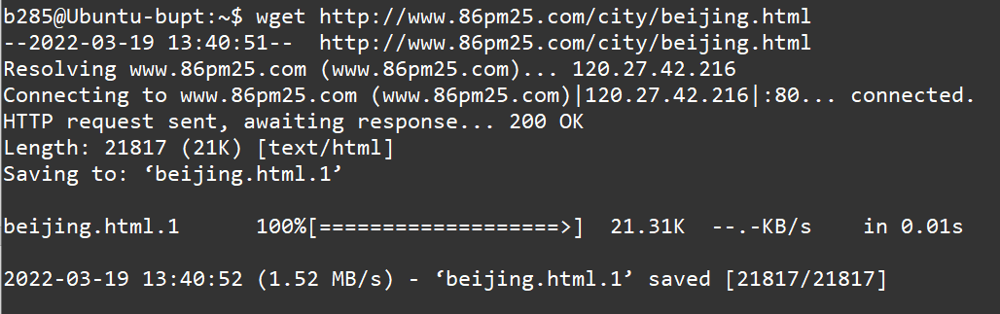 b285@Ubuntu-bupt:~$ wget http://www.86pm25.com/city/beijing.html
--2022-03-19 13:40:51--  http://www.86pm25.com/city/beijing.html
Resolving www.86pm25.com (www.86pm25.com)... 120.27.42.216
Connecting to www.86pm25.com (www.86pm25.com)|120.27.42.216|:80... connected.
HTTP request sent, awaiting response... 200 OK
Length: 21817 (21K) [text/html]
Saving to: ‘beijing.html.1’
beijing.html.1      100%[===================>]  21.31K  --.-KB/s    in 0.01s
2022-03-19 13:40:52 (1.52 MB/s) - ‘beijing.html.1’ saved [21817/21817]